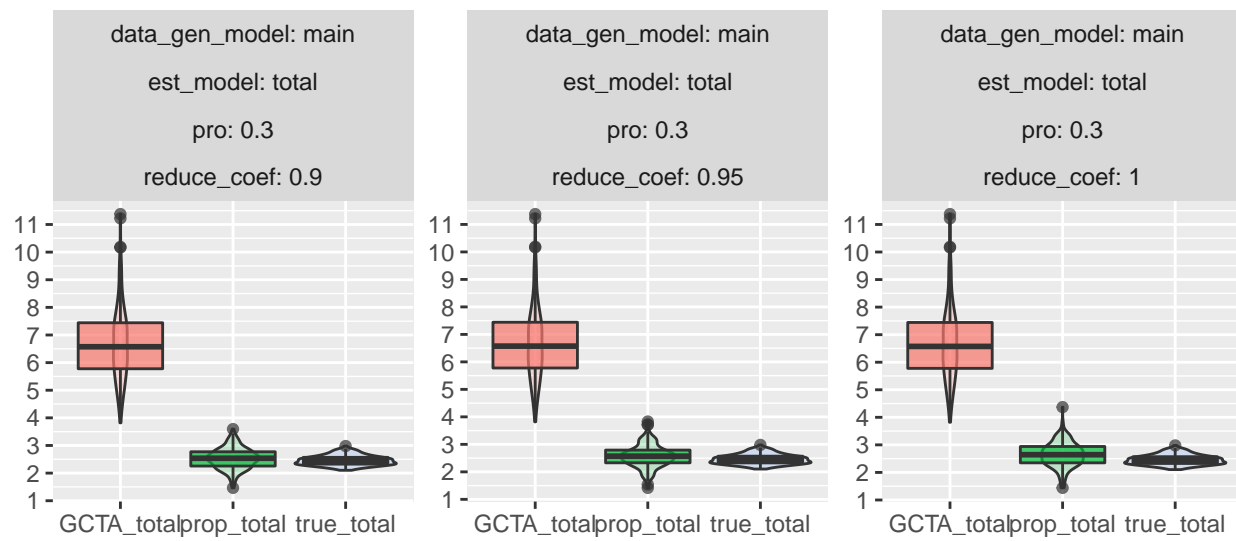 data_gen_model: main
est_model: total
pro: 0.3
reduce_coef: 0.9
11
10
9
8
7
6
5
4
3
2
1
GCTA_total prop_total true_total
data_gen_model: main
est_model: total
pro: 0.3
reduce_coef: 0.95
11
10
9
8
7
6
5
4
3
2
1
GCTA_total prop_total true_total
data_gen_model: main
est_model: total
pro: 0.3
reduce_coef: 1
11
10
9
8
7
6
5
4
3
2
1
GCTA_total prop_total true_total